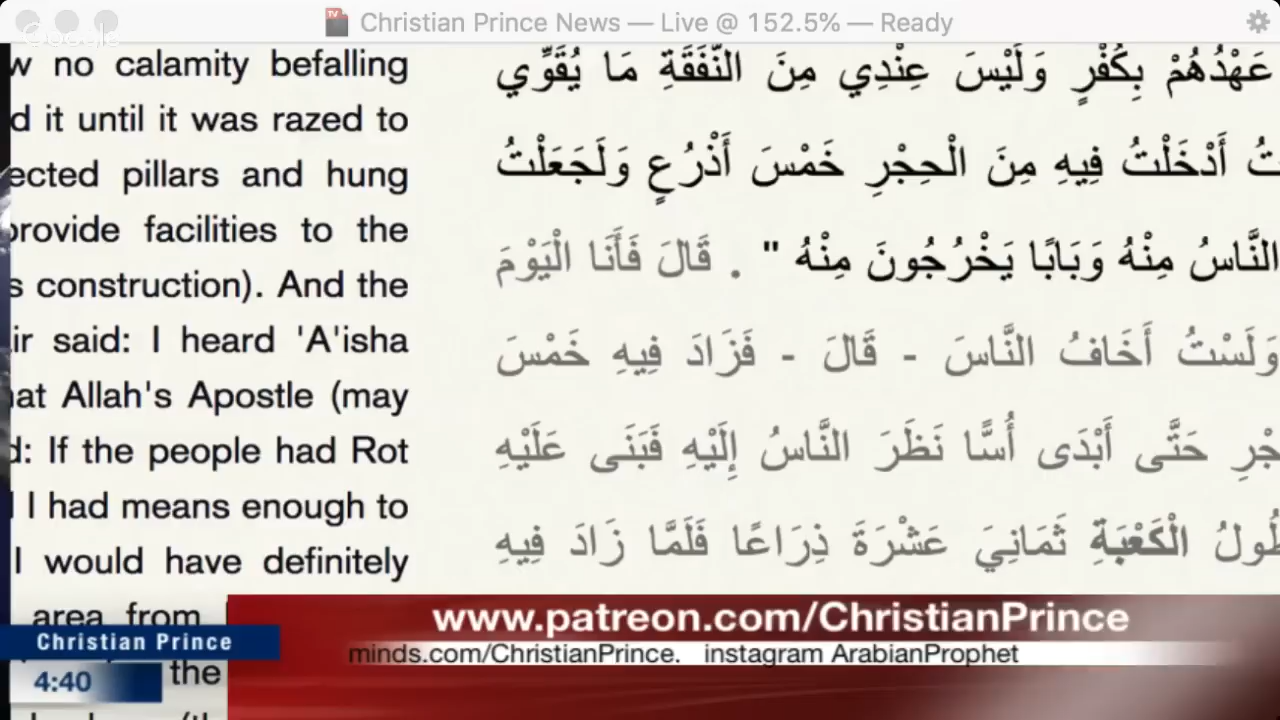 Christian Prince News — Live @ 152.5% — Ready
Google
no calamity befalling
it until it was razed to
pillars and hung
provide facilities to the
construction). And the
said: I heard 'A'isha
Allah's Apostle (may
If the people had Rot
I had means enough to
I would have definitely
area from
the
عَهْدُهُمْ بِكُفْرٍ وَلَيْسَ عِنْدِي مِنَ النَّفَقَةِ مَا يُقَوِّي
أَدْخَلْتُ فِيهِ مِنَ الْحِجْرِ خَمْسَ أَذْرُعٍ وَلَجَعَلْتُ
النَّاسُ مِنْهُ وَبَابًا يَخْرُجُونَ مِنْهُ " . قَالَ فَأَنَا الْيَوْمَ
وَلَسْتُ أَخَافُ النَّاسَ - قَالَ - فَزَادَ فِيهِ خَمْسَ
حَتَّى أَبْدَى أُسًّا نَظَرَ النَّاسُ إِلَيْهِ فَبَنَى عَلَيْهِ
طُولُ الْكَعْبَةِ ثَمَانِيَ عَشْرَةَ ذِرَاعًا فَلَمَّا زَادَ فِيهِ
www.patreon.com/ChristianPrince
Christian Prince
minds.com/ChristianPrince. instagram ArabianProphet
4:40